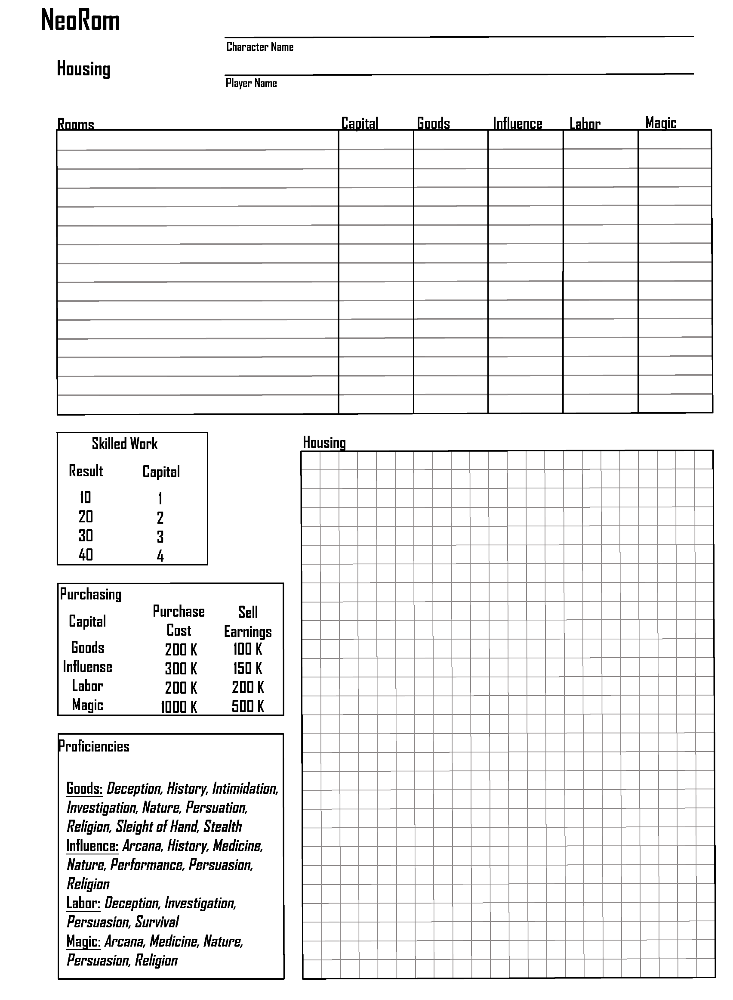 NeoRom
Character Name
Housing
Player Name
Rooms Capital Goods Influence Labor Magic
Skilled Work
Result Capital
10 1
20 2
30 3
40 4
Purchasing
Capital Purchase Cost Sell Earnings
Goods 200 K 100 K
Influense 300 K 150 K
Labor 200 K 200 K
Magic 1000 K 500 K
Proficiencies
Goods: Deception, History, Intimidation,
Investigation, Nature, Persuation,
Religion, Sleight of Hand, Stealth
Influence: Arcana, History, Medicine,
Nature, Performance, Persuasion,
Religion
Labor: Deception, Investigation,
Persuasion, Survival
Magic: Arcana, Medicine, Nature,
Persuasion, Religion
Housing